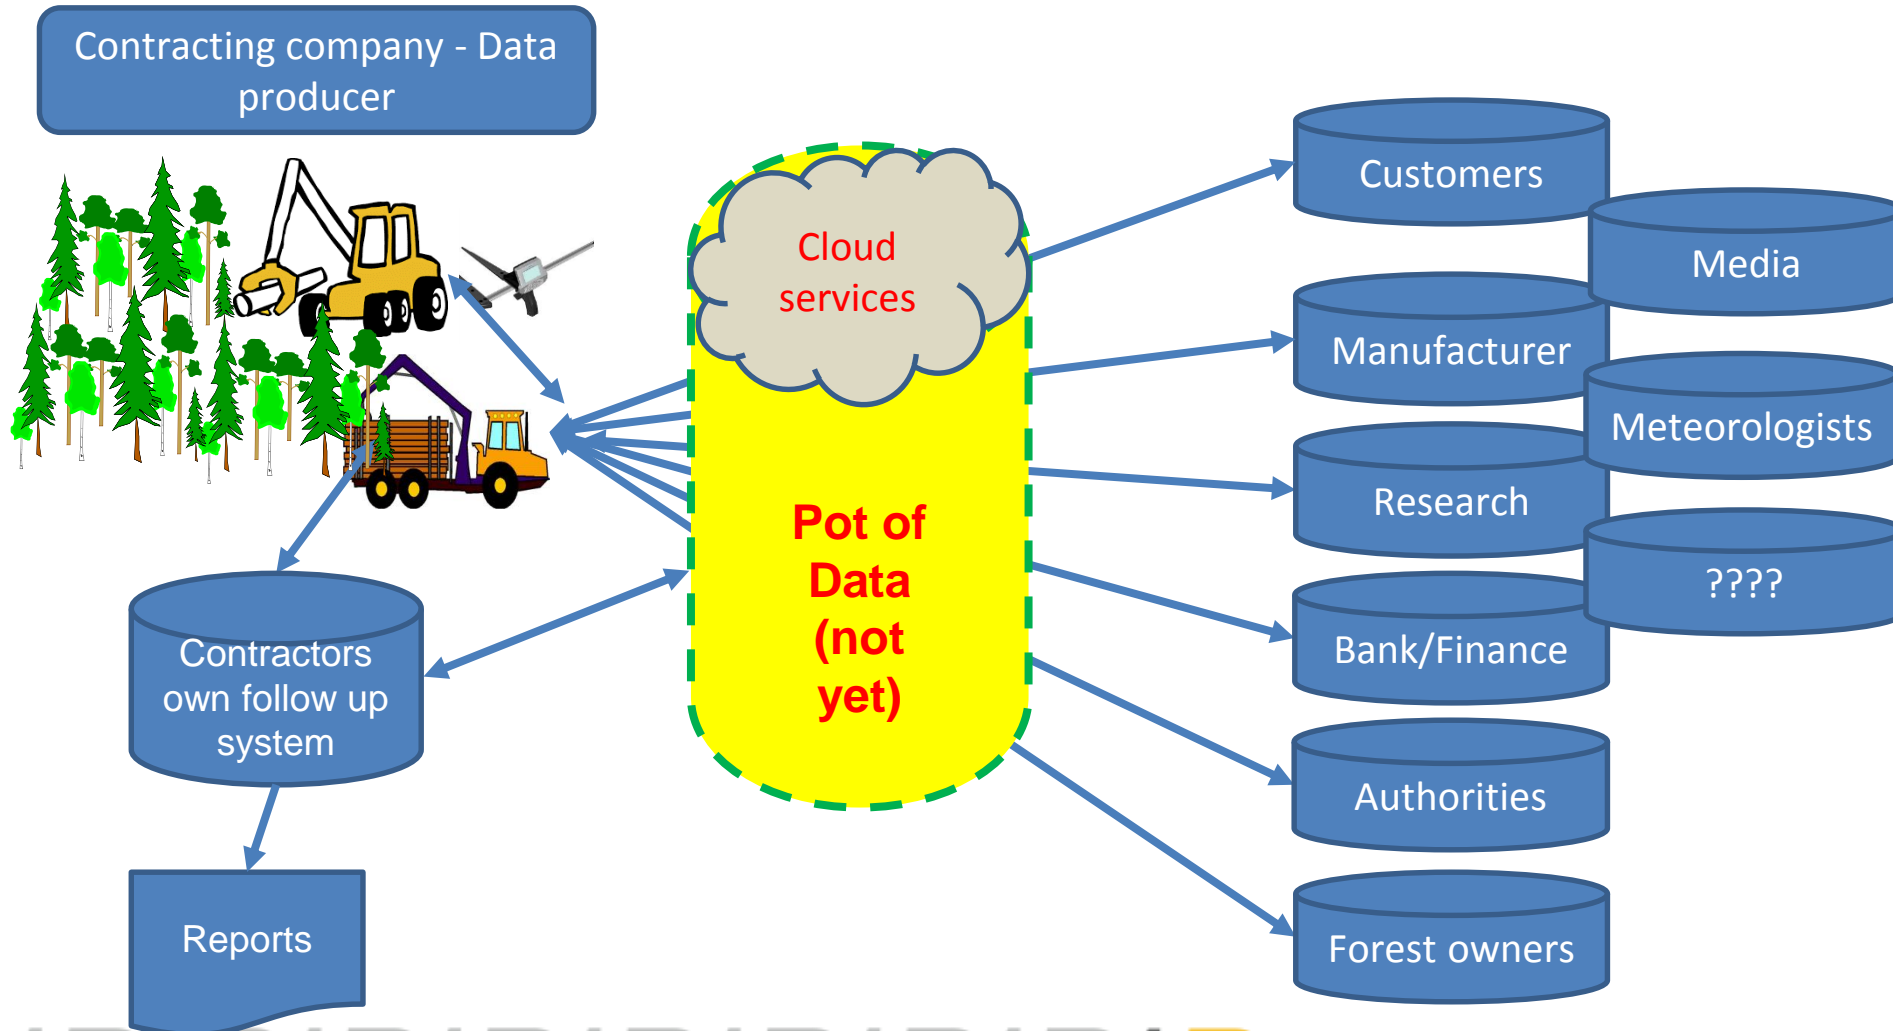 Contracting company - Data
producer
Cloud
services
Pot of
Data
(not
yet)
Contractors
own follow up
system
Reports
Customers
Media
Manufacturer
Meteorologists
Research
????
Bank/Finance
Authorities
Forest owners